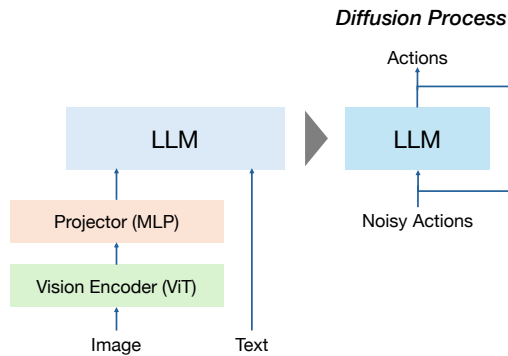 Diffusion Process
Actions
LLM
LLM
Projector (MLP)
Noisy Actions
Vision Encoder (ViT)
Image
Text